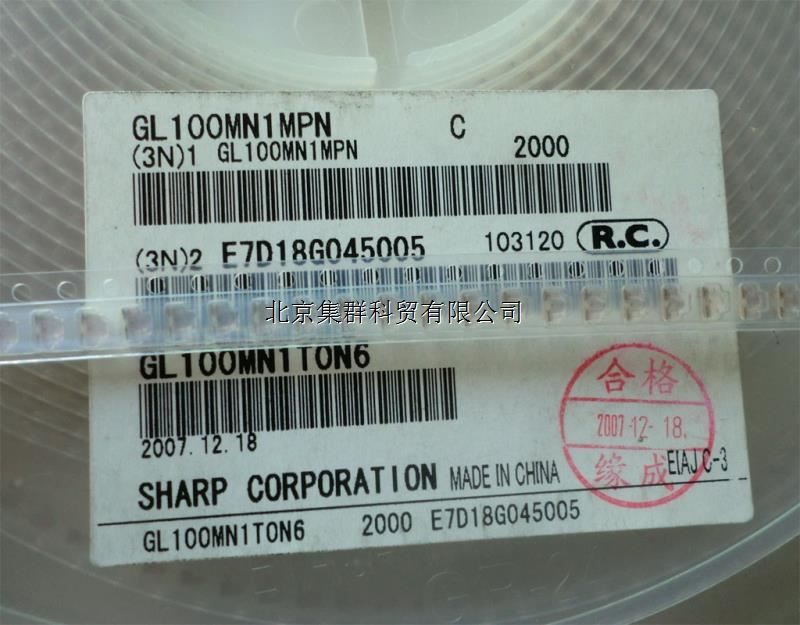 GL100MN1MPN C
(3N)1 GL100MN1MPN 2000
(3N)2 E7D18G045005 103120 R.C.
北京集群科贸有限公司
GL100MN1TON6
2007.12.18
合格
2007-12-18.
缘成
SHARP CORPORATION MADE IN CHINA EIAJ C-3
GL100MN1TON6 2000 E7D18G045005